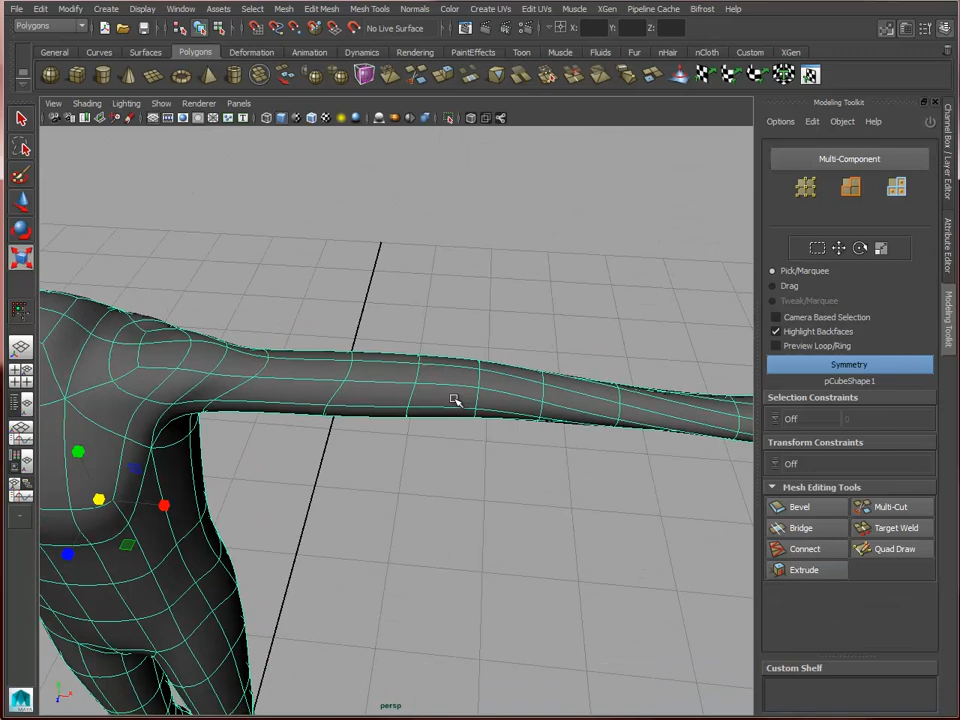 File Edit Modify Create Display Window Assets Select Mesh Edit Mesh Mesh Tools Normals Color Create UVs Edit UVs Muscle XGen Pipeline Cache Bifrost Help
Polygons No Live Surface X: Y: Z:
General Curves Surfaces Polygons Deformation Animation Dynamics Rendering PaintEffects Toon Muscle Fluids Fur nHair nCloth Custom XGen
View Shading Lighting Show Renderer Panels
Modeling Toolkit
Options Edit Object Help
Multi-Component
Pick/Marquee
Drag
Tweak/Marquee
Camera Based Selection
Highlight Backfaces
Preview Loop/Ring
Symmetry
pCubeShape1
Selection Constraints
Off 0
Transform Constraints
Off
Mesh Editing Tools
Bevel Multi-Cut
Bridge Target Weld
Connect Quad Draw
Extrude
Custom Shelf
persp
Channel Box / Layer Editor
Attribute Editor
Modeling Toolkit